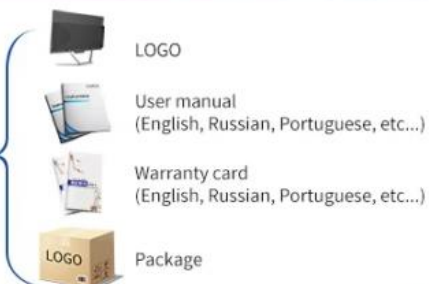 LOGO
User manual
(English, Russian, Portuguese, etc...)
Warranty card
(English, Russian, Portuguese, etc...)
LOGO
Package